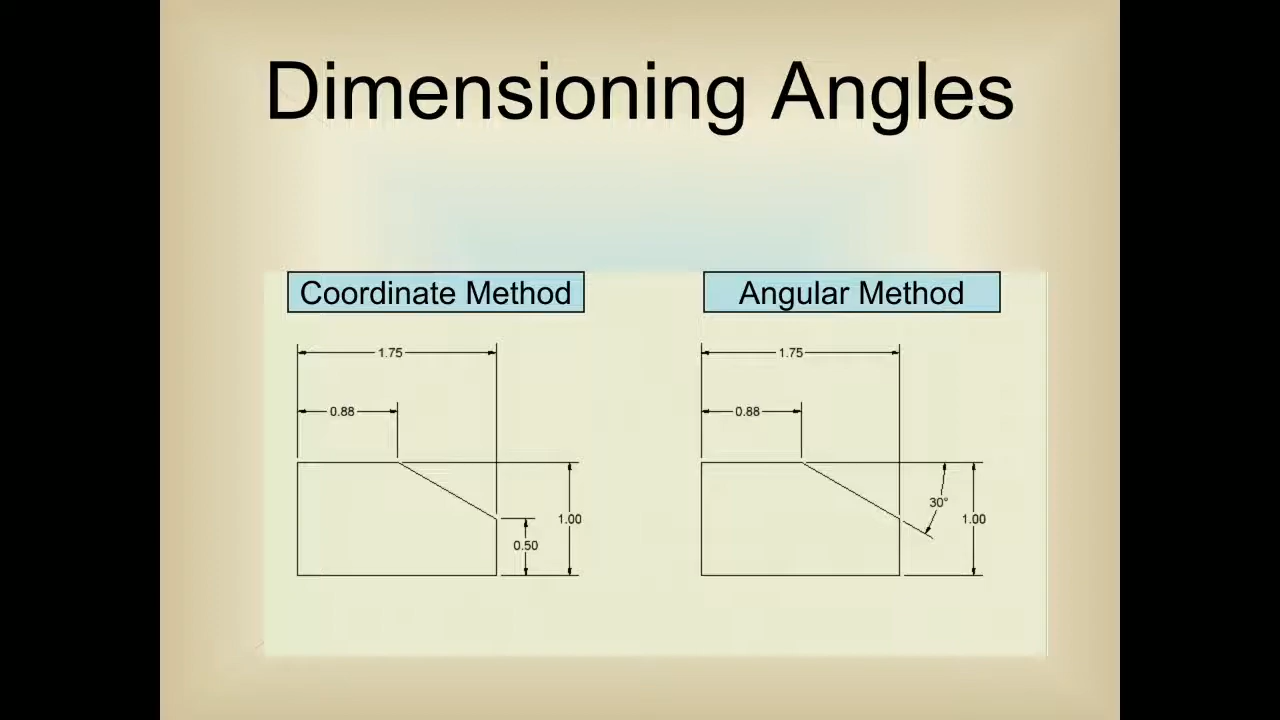 Dimensioning Angles
Coordinate Method
Angular Method
1.75
1.75
0.88
0.88
30°
1.00
1.00
0.50